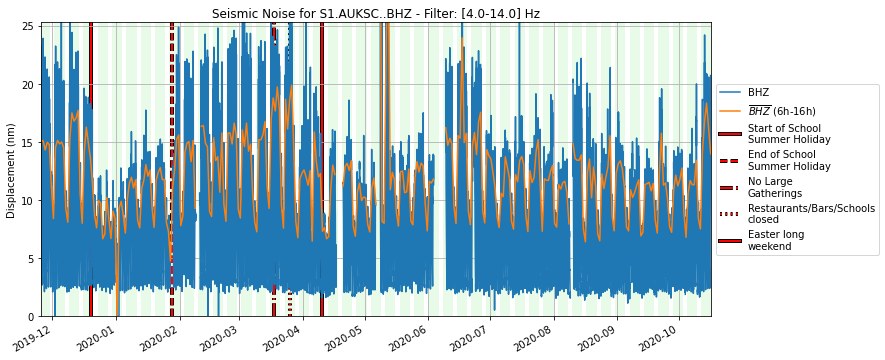 Seismic Noise for S1.AUKSC..BHZ - Filter: [4.0-14.0] Hz
Displacement (nm)
25
20
15
10
5
0
2019-12
2020-01
2020-02
2020-03
2020-04
2020-05
2020-06
2020-07
2020-08
2020-09
2020-10
BHZ
BHZ (6h-16h)
Start of School
Summer Holiday
End of School
Summer Holiday
No Large
Gatherings
Restaurants/Bars/Schools
closed
Easter long
weekend